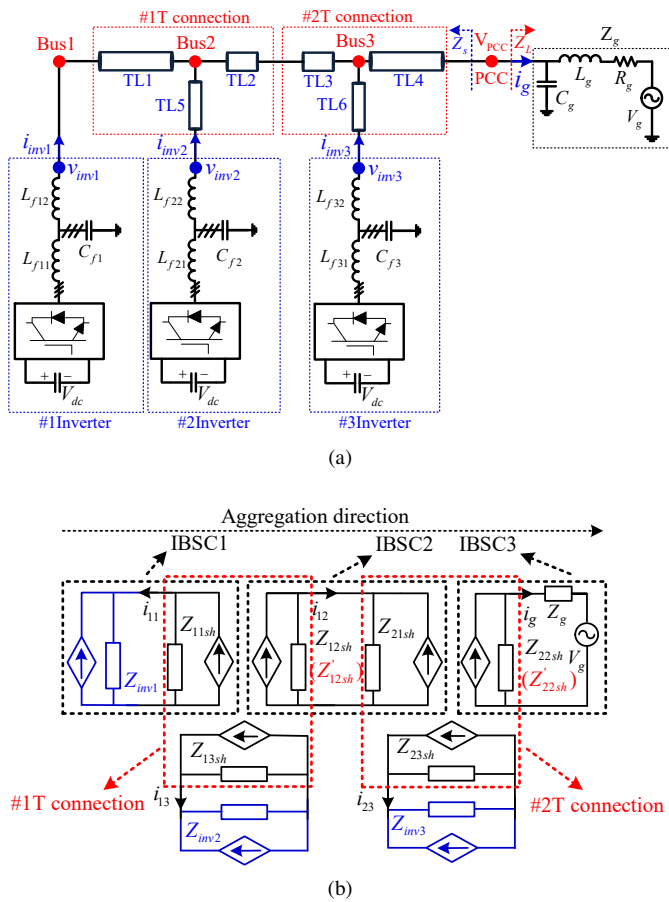 #1T connection
#2T connection
Bus1
Bus2
Bus3
V_PCC
Z_s
Z_L
Z_g
TL1
TL2
TL3
TL4
PCC
i_g
L_g
R_g
C_g
V_g
TL5
TL6
i_inv1
i_inv2
i_inv3
v_inv1
v_inv2
v_inv3
L_f12
L_f22
L_f32
C_f1
C_f2
C_f3
L_f11
L_f21
L_f31
+ −
+ −
+ −
V_dc
V_dc
V_dc
#1Inverter
#2Inverter
#3Inverter
(a)
Aggregation direction
IBSC1
IBSC2
IBSC3
i_11
Z_11sh
i_12
Z_12sh
(Z'_12sh)
Z_21sh
i_g
Z_g
Z_22sh
(Z'_22sh)
V_g
Z_inv1
Z_13sh
Z_23sh
#1T connection
i_13
i_23
#2T connection
Z_inv2
Z_inv3
(b)